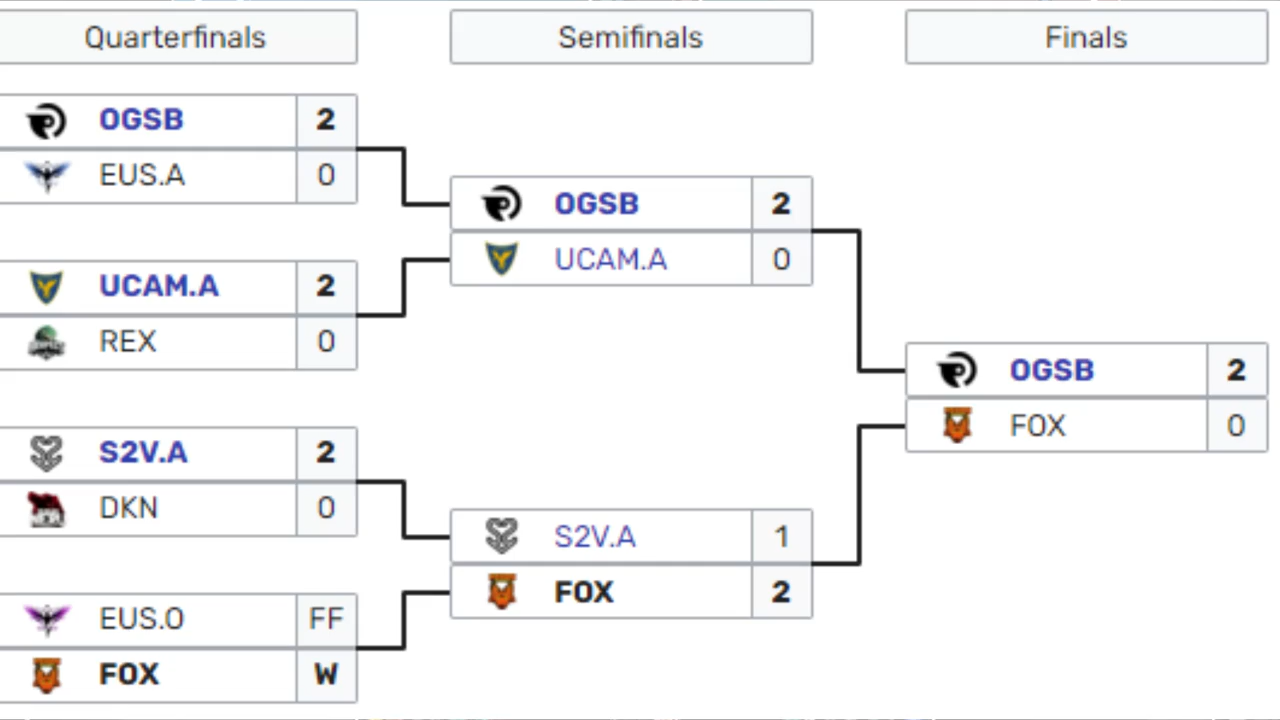 Quarterfinals
Semifinals
Finals
OGSB 2
EUS.A 0
UCAM.A 2
REX 0
S2V.A 2
DKN 0
EUS.O FF
FOX W
OGSB 2
UCAM.A 0
S2V.A 1
FOX 2
OGSB 2
FOX 0